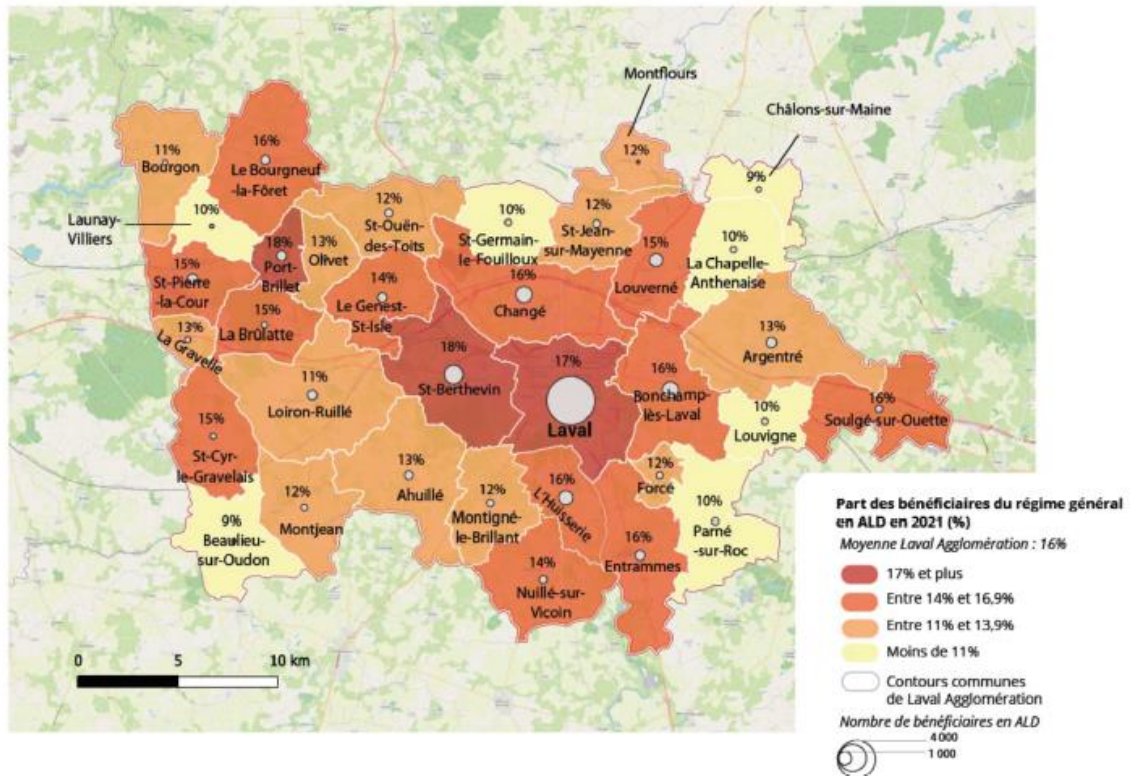 Montflours
Châlons-sur-Maine
11%
Bourgon
16%
Le Bourgneuf
-la-Fôret
12%
9%
Launay-
Villiers
10%
12%
St-Ouën-
des-Toits
10%
St-Germain-
le-Fouilloux
12%
St-Jean-
sur-Mayenne
18%
Port-
Brillet
13%
Olivet
15%
Louverné
10%
La Chapelle-
Anthenaise
15%
St-Pierre
-la-Cour
14%
Le Genest-
St-Isle
16%
Changé
15%
La Brûlatte
13%
La Gravelle
13%
Argentré
18%
St-Berthevin
17%
Laval
16%
Bonchamp-
lès-Laval
11%
Loiron-Ruillé
10%
Louvigne
16%
Soulgé-sur-Ouette
15%
St-Cyr-
le-Gravelais
13%
Ahuillé
12%
Montigné-
le-Brillant
16%
L'Huisserie
12%
Forcé
12%
Montjean
9%
Beaulieu-
sur-Oudon
10%
Parné
-sur-Roc
16%
Entrammes
14%
Nuillé-sur-
Vicoin
0 5 10 km
Part des bénéficiaires du régime général
en ALD en 2021 (%)
Moyenne Laval Agglomération : 16%
17% et plus
Entre 14% et 16,9%
Entre 11% et 13,9%
Moins de 11%
Contours communes
de Laval Agglomération
Nombre de bénéficiaires en ALD
4 000
1 000